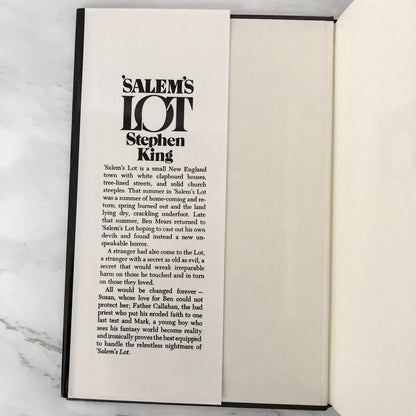 'SALEM'S
LOT
Stephen
King
'Salem's Lot is a small New England
town with white clapboard houses,
tree-lined streets, and solid church
steeples. That summer in 'Salem's Lot
was a summer of home-coming and re-
turn; spring burned out and the land
lying dry, crackling underfoot. Late
that summer, Ben Mears returned to
'Salem's Lot hoping to cast out his own
devils and found instead a new un-
speakable horror.
A stranger had also come to the Lot,
a stranger with a secret as old as evil, a
secret that would wreak irreparable
harm on those he touched and in turn
on those they loved.
All would be changed forever—
Susan, whose love for Ben could not
protect her; Father Callahan, the bad
priest who put his eroded faith to one
last test and Mark, a young boy who
sees his fantasy world become reality
and ironically proves the best equipped
to handle the relentless nightmare of
'Salem's Lot.